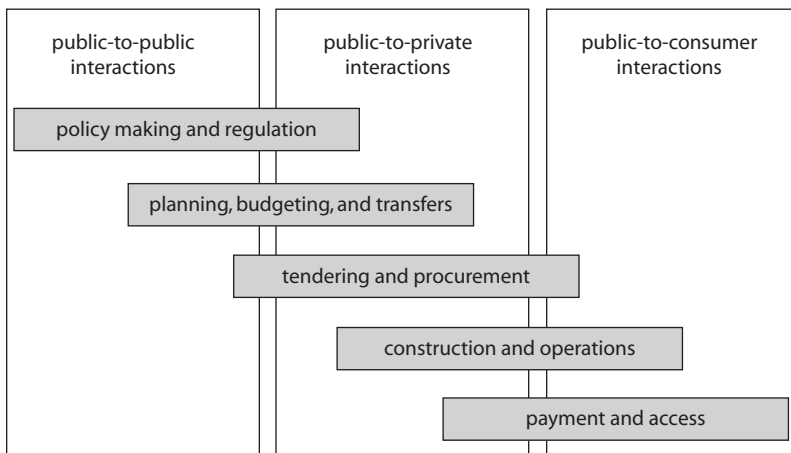 public-to-public
interactions
public-to-private
interactions
public-to-consumer
interactions
policy making and regulation
planning, budgeting, and transfers
tendering and procurement
construction and operations
payment and access